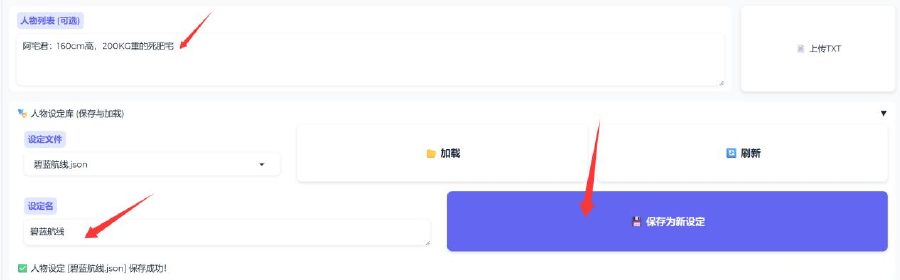 人物列表 (可选)
阿宅君：160cm高，200KG重的死肥宅
上传TXT
人物设定库 (保存与加载)
▼
设定文件
碧蓝航线.json
加载
刷新
设定名
碧蓝航线
保存为新设定
人物设定 [碧蓝航线.json] 保存成功！